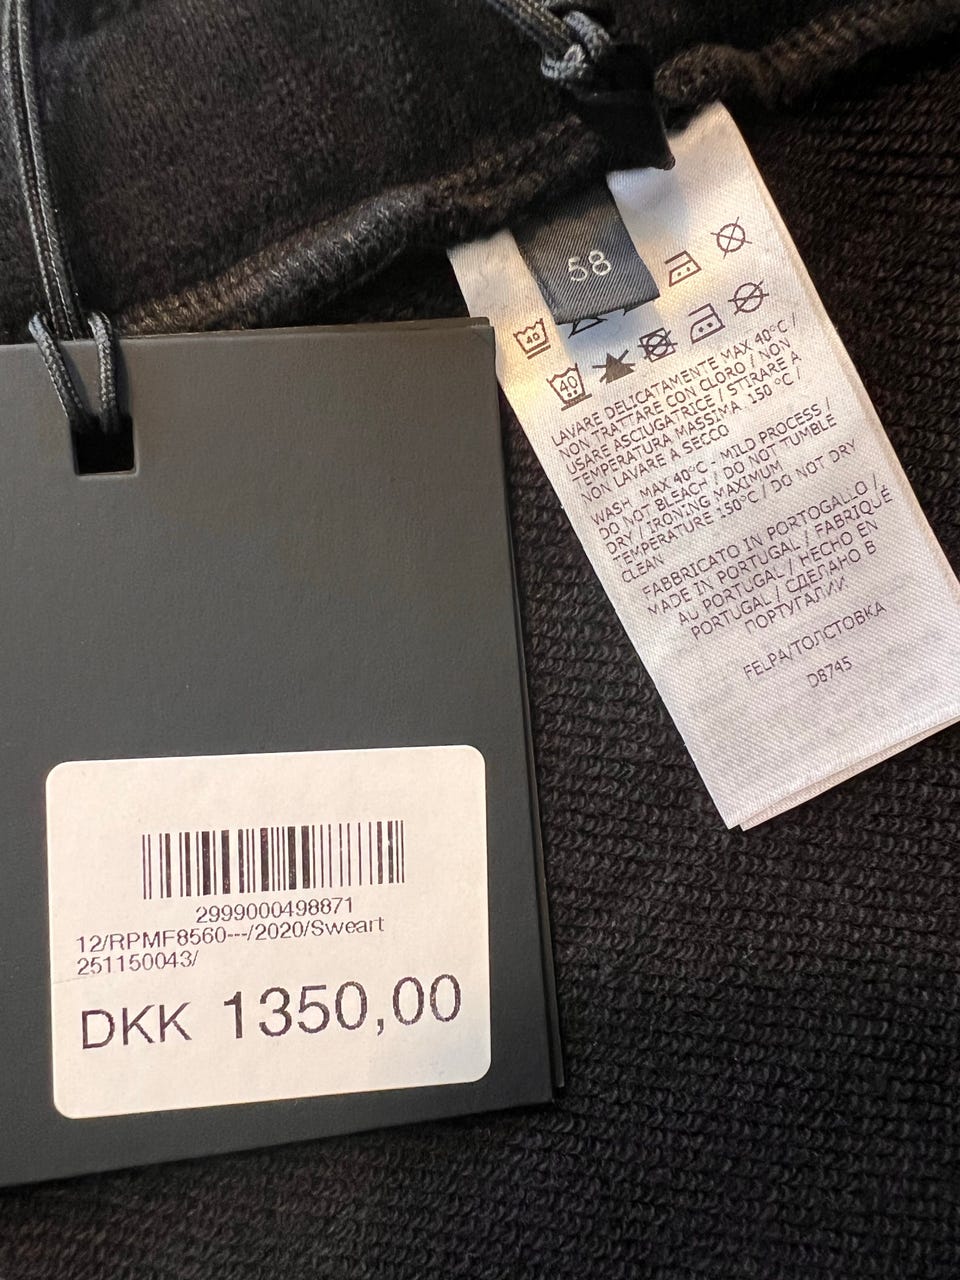 58
40
40
LAVARE DELICATAMENTE MAX 40°C /
NON TRATTARE CON CLORO / NON
USARE ASCIUGATRICE / STIRARE A
TEMPERATURA MASSIMA 150 °C /
NON LAVARE A SECCO
WASH MAX 40°C ; MILD PROCESS /
DO NOT BLEACH / DO NOT TUMBLE
DRY / IRONING MAXIMUM
TEMPERATURE 150°C / DO NOT DRY
CLEAN
FABBRICATO IN PORTOGALLO /
MADE IN PORTUGAL / FABRIQUÉ
AU PORTUGAL / HECHO EN
PORTUGAL / СДЕЛАНО В
ПОРТУГАЛИИ
FELPA/ТОЛСТОВКА
D8745
2999000498871
12/RPMF8560---/2020/Sweart
251150043/
DKK 1350,00